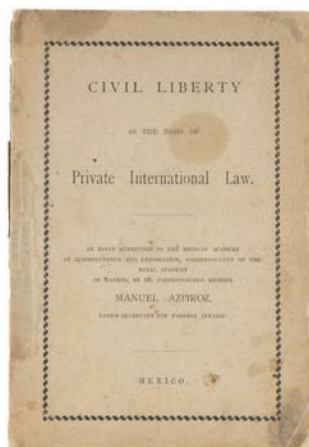 CIVIL LIBERTY
AS THE BASIS OF
Private International Law.
AN ESSAY SUBMITTED TO THE MEXICAN ACADEMY
OF JURISPRUDENCE AND LEGISLATION, CORRESPONDENT OF THE
ROYAL ACADEMY
OF MADRID, BY ITS CORRESPONDING MEMBER
MANUEL AZPIROZ.
UNDER SECRETARY FOR FOREIGN AFFAIRS
MEXICO.